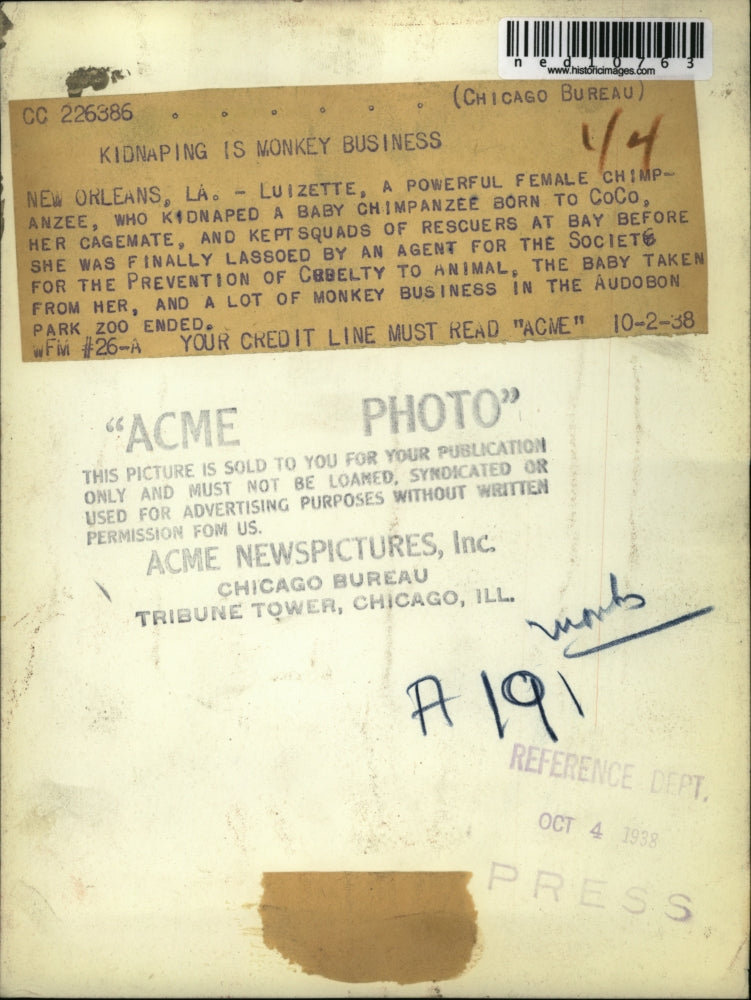 ned10763
www.historicimages.com
CC 226386 . . . . . . (CHICAGO BUREAU)
1/4
KIDNAPING IS MONKEY BUSINESS
NEW ORLEANS, LA. - LUIZETTE, A POWERFUL FEMALE CHIMP-
ANZEE, WHO KIDNAPED A BABY CHIMPANZEE BORN TO COCO,
HER CAGEMATE, AND KEPT SQUADS OF RESCUERS AT BAY BEFORE
SHE WAS FINALLY LASSOED BY AN AGENT FOR THE SOCIETY
FOR THE PREVENTION OF CRUELTY TO ANIMAL, THE BABY TAKEN
FROM HER, AND A LOT OF MONKEY BUSINESS IN THE AUDOBON
PARK ZOO ENDED.
WFM #26-A YOUR CREDIT LINE MUST READ "ACME" 10-2-38
"ACME PHOTO"
THIS PICTURE IS SOLD TO YOU FOR YOUR PUBLICATION
ONLY AND MUST NOT BE LOANED, SYNDICATED OR
USED FOR ADVERTISING PURPOSES WITHOUT WRITTEN
PERMISSION FOM US.
ACME NEWSPICTURES, Inc.
CHICAGO BUREAU
TRIBUNE TOWER, CHICAGO, ILL.
A 191
REFERENCE DEPT.
OCT 4 1938
PRESS